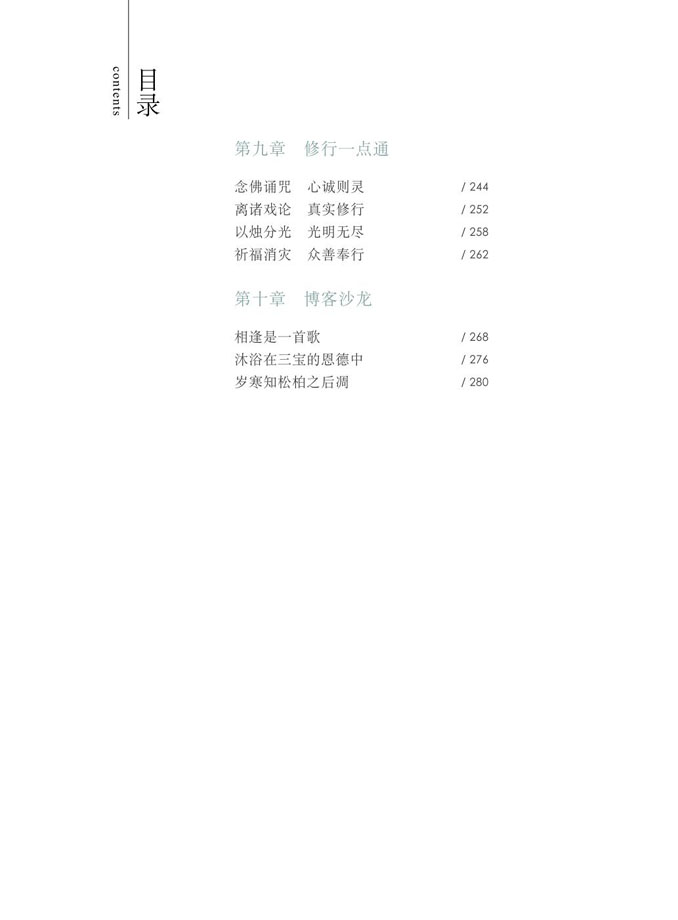 目录
contents
第九章 修行一点通
念佛诵咒 心诚则灵 / 244
离诸戏论 真实修行 / 252
以烛分光 光明无尽 / 258
祈福消灾 众善奉行 / 262
第十章 博客沙龙
相逢是一首歌 / 268
沐浴在三宝的恩德中 / 276
岁寒知松柏之后凋 / 280